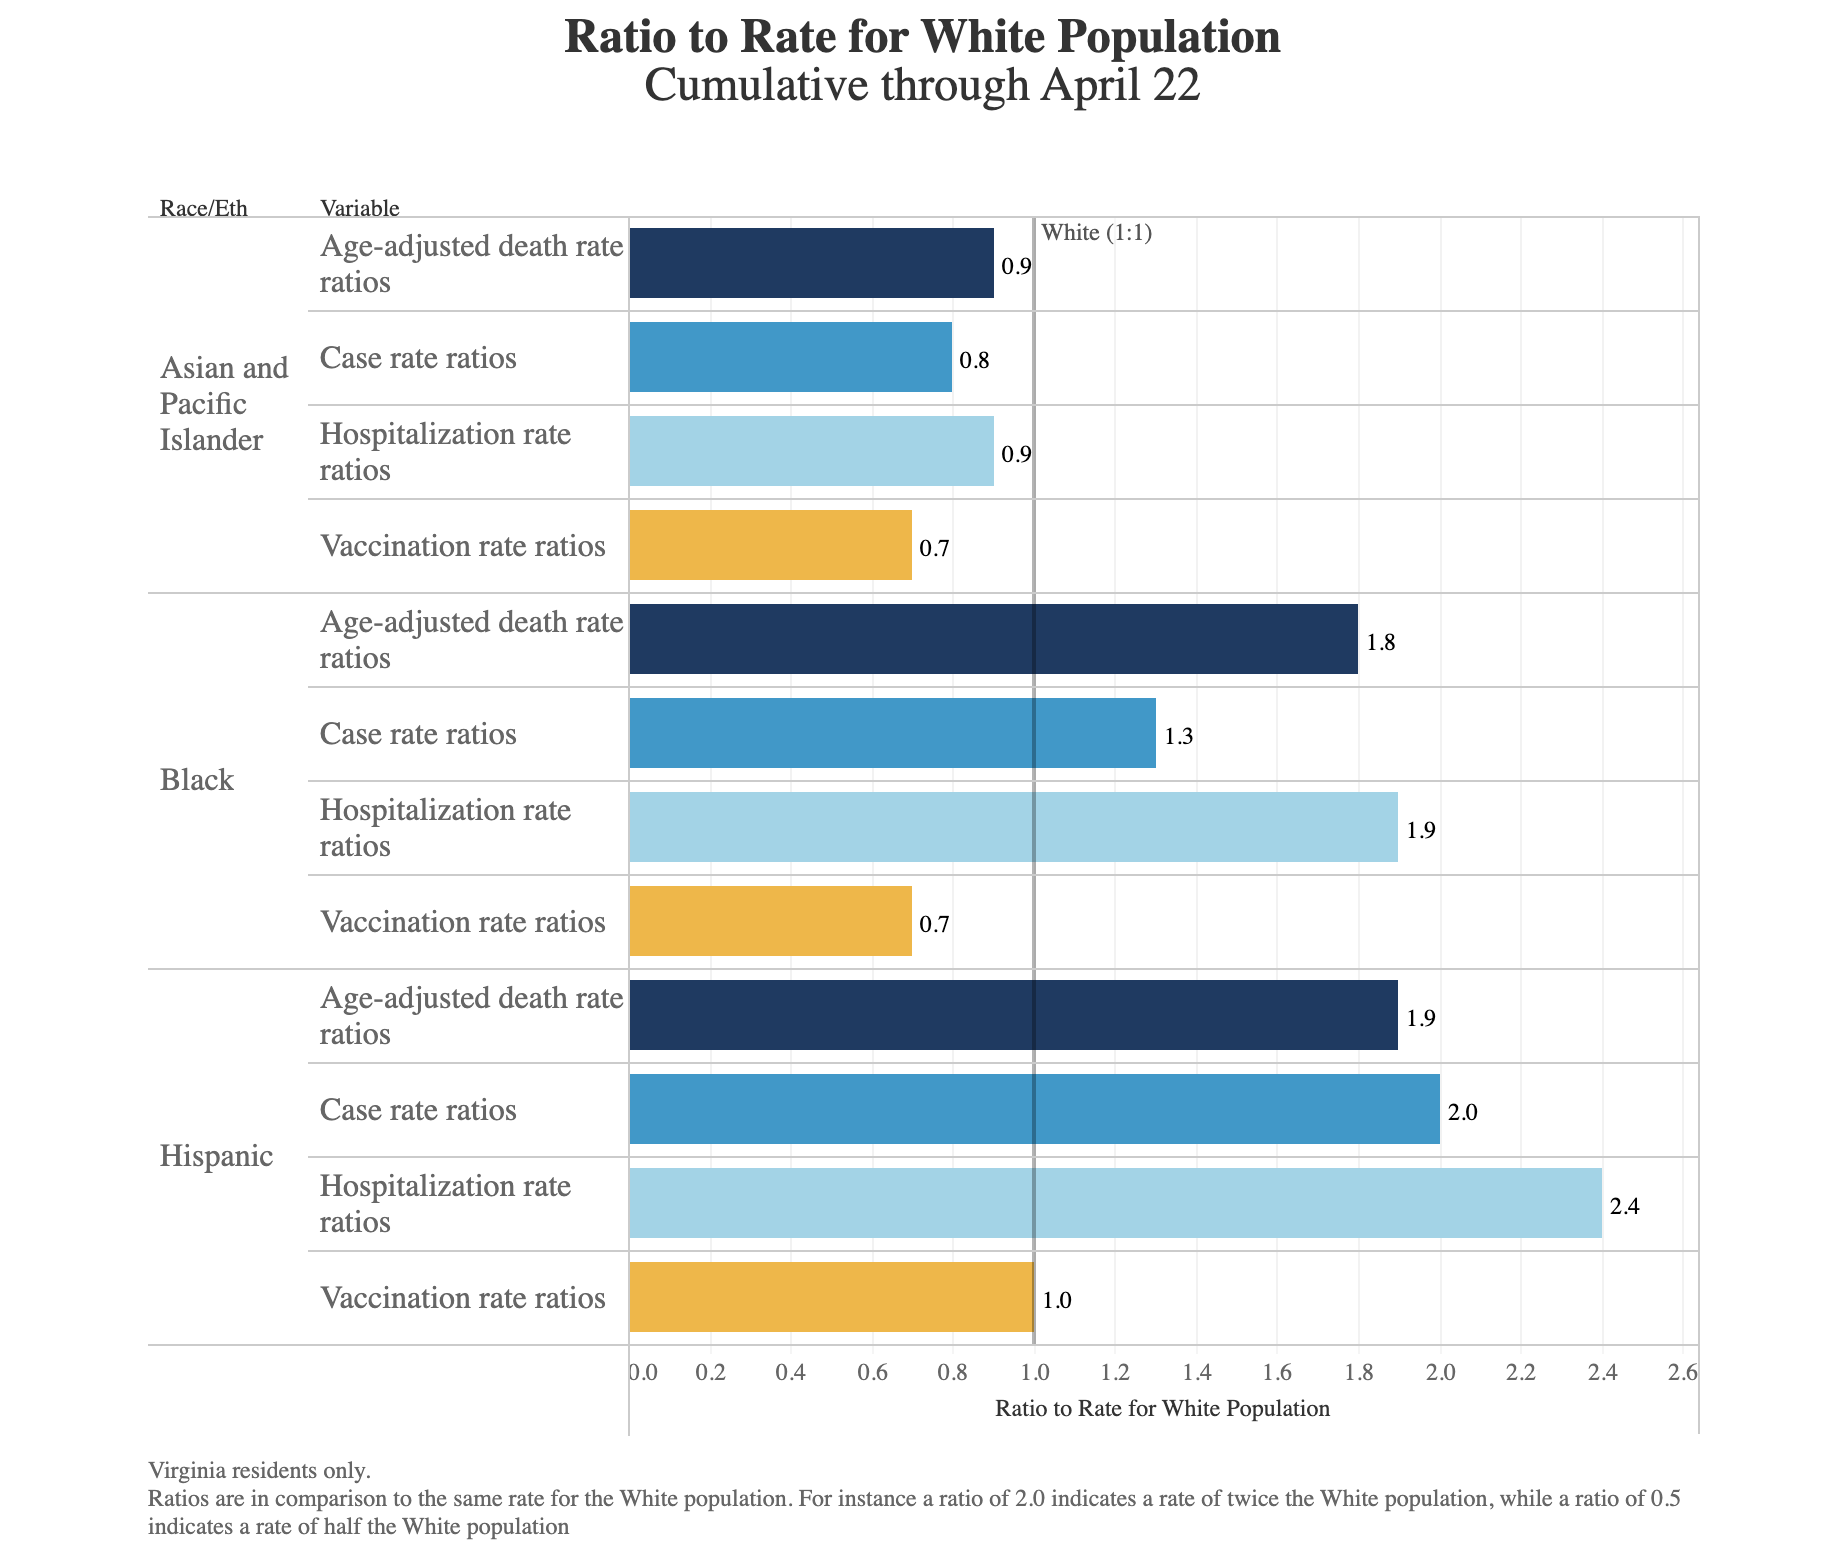 Ratio to Rate for White Population
Cumulative through April 22
Race/Eth
Variable
White (1:1)
Asian and
Pacific
Islander
Age-adjusted death rate
ratios
0.9
Case rate ratios
0.8
Hospitalization rate
ratios
0.9
Vaccination rate ratios
0.7
Black
Age-adjusted death rate
ratios
1.8
Case rate ratios
1.3
Hospitalization rate
ratios
1.9
Vaccination rate ratios
0.7
Hispanic
Age-adjusted death rate
ratios
1.9
Case rate ratios
2.0
Hospitalization rate
ratios
2.4
Vaccination rate ratios
1.0
0.0 0.2 0.4 0.6 0.8 1.0 1.2 1.4 1.6 1.8 2.0 2.2 2.4 2.6
Ratio to Rate for White Population
Virginia residents only.
Ratios are in comparison to the same rate for the White population. For instance a ratio of 2.0 indicates a rate of twice the White population, while a ratio of 0.5
indicates a rate of half the White population